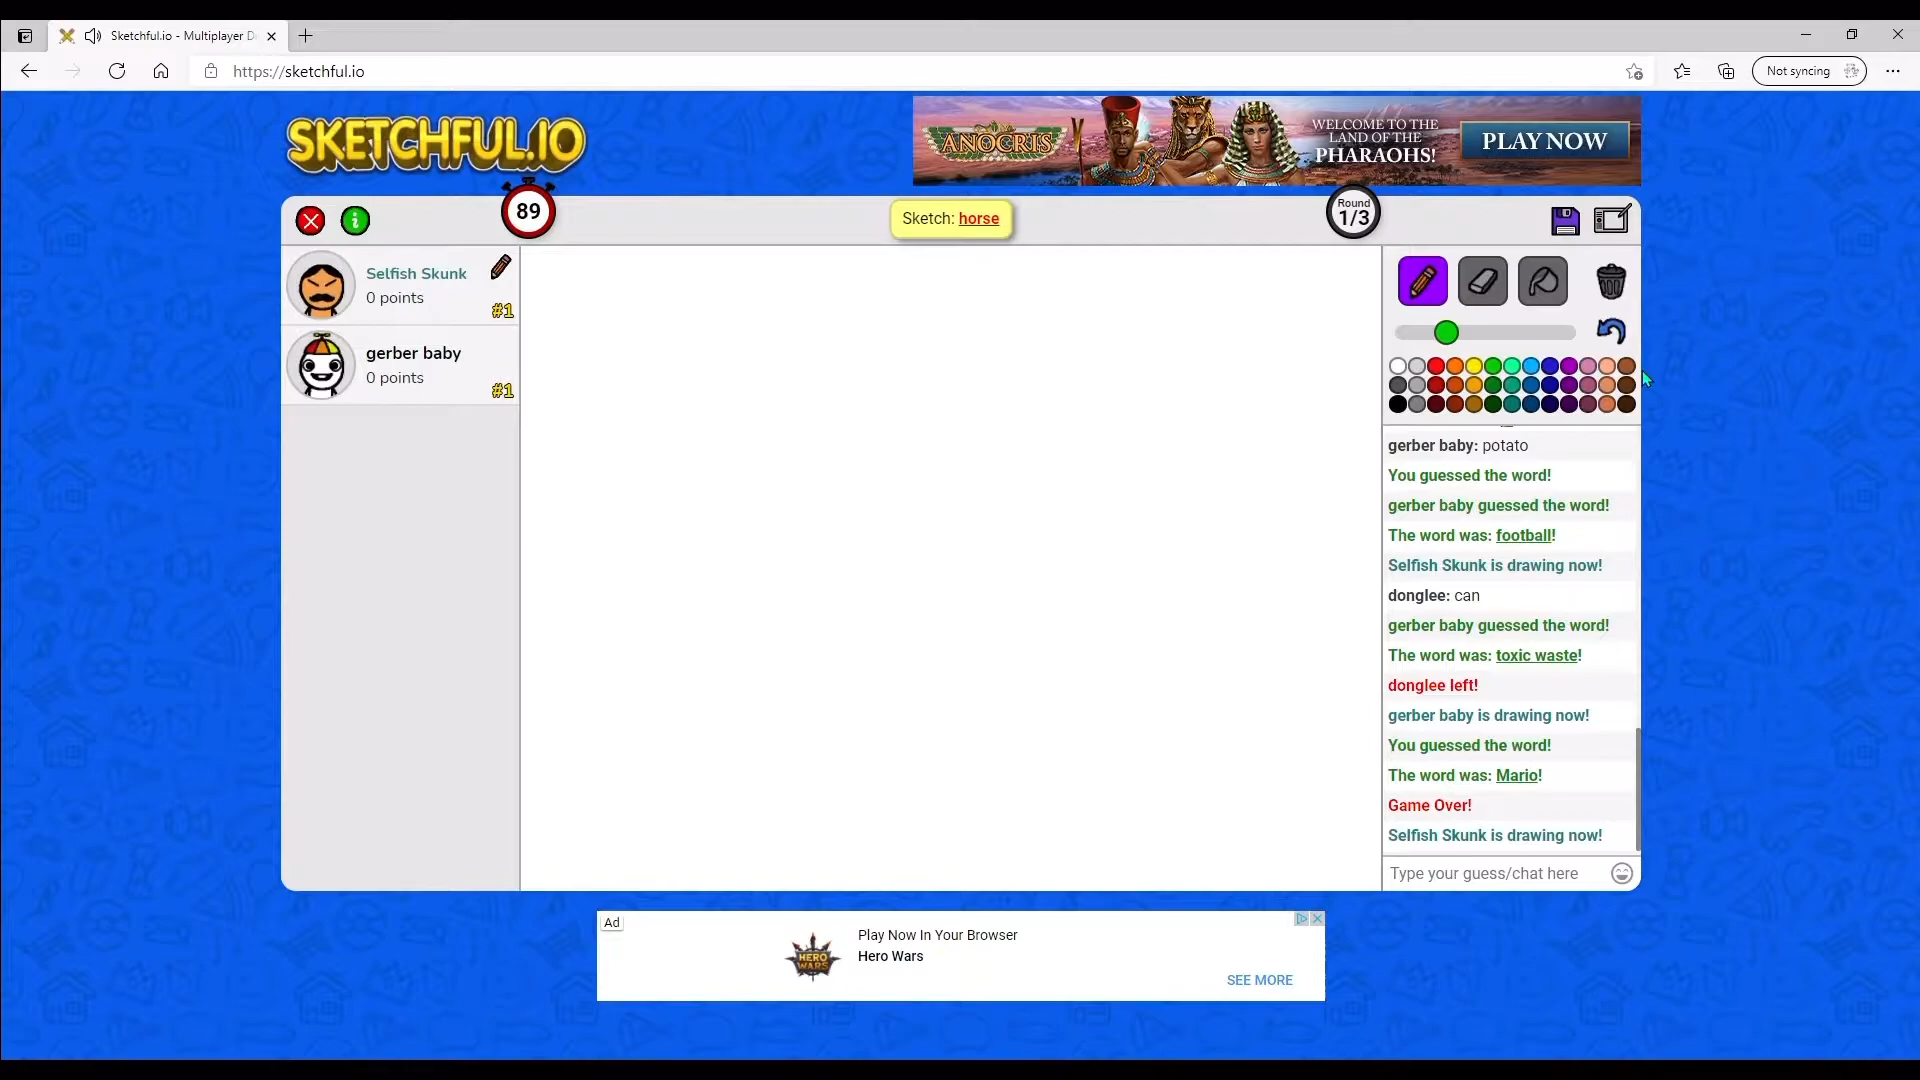 Sketchful.io - Multiplayer D
https://sketchful.io
Not syncing
SKETCHFUL.IO
ANOCRIS
WELCOME TO THE
LAND OF THE
PHARAOHS!
PLAY NOW
89
Sketch: horse
Round
1/3
Selfish Skunk
0 points
#1
gerber baby
0 points
#1
gerber baby: potato
You guessed the word!
gerber baby guessed the word!
The word was: football!
Selfish Skunk is drawing now!
donglee: can
gerber baby guessed the word!
The word was: toxic waste!
donglee left!
gerber baby is drawing now!
You guessed the word!
The word was: Mario!
Game Over!
Selfish Skunk is drawing now!
Type your guess/chat here
Ad
HERO
WARS
Play Now In Your Browser
Hero Wars
SEE MORE